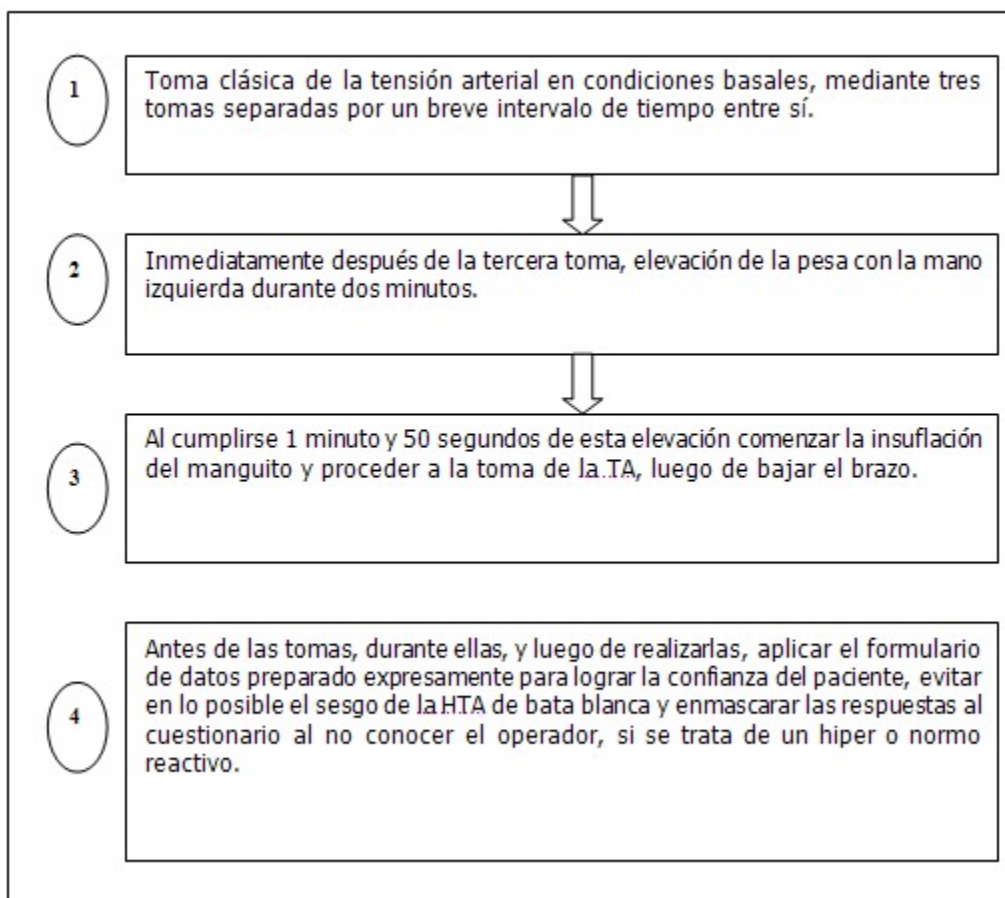 1
Toma clásica de la tensión arterial en condiciones basales, mediante tres
tomas separadas por un breve intervalo de tiempo entre sí.
2
Inmediatamente después de la tercera toma, elevación de la pesa con la mano
izquierda durante dos minutos.
3
Al cumplirse 1 minuto y 50 segundos de esta elevación comenzar la insuflación
del manguito y proceder a la toma de la TA, luego de bajar el brazo.
4
Antes de las tomas, durante ellas, y luego de realizarlas, aplicar el formulario
de datos preparado expresamente para lograr la confianza del paciente, evitar
en lo posible el sesgo de la HTA de bata blanca y enmascarar las respuestas al
cuestionario al no conocer el operador, si se trata de un hiper o normo
reactivo.